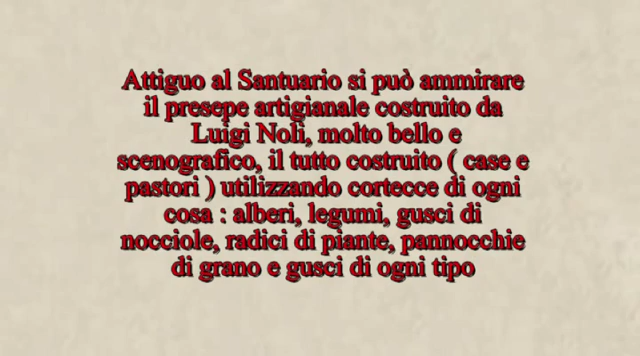 Attiguo al Santuario si può ammirare
il presepe artigianale costruito da
Luigi Noli, molto bello e
scenografico, il tutto costruito ( case e
pastori ) utilizzando cortecce di ogni
cosa : alberi, legumi, gusci di
nocciole, radici di piante, pannocchie
di grano e gusci di ogni tipo